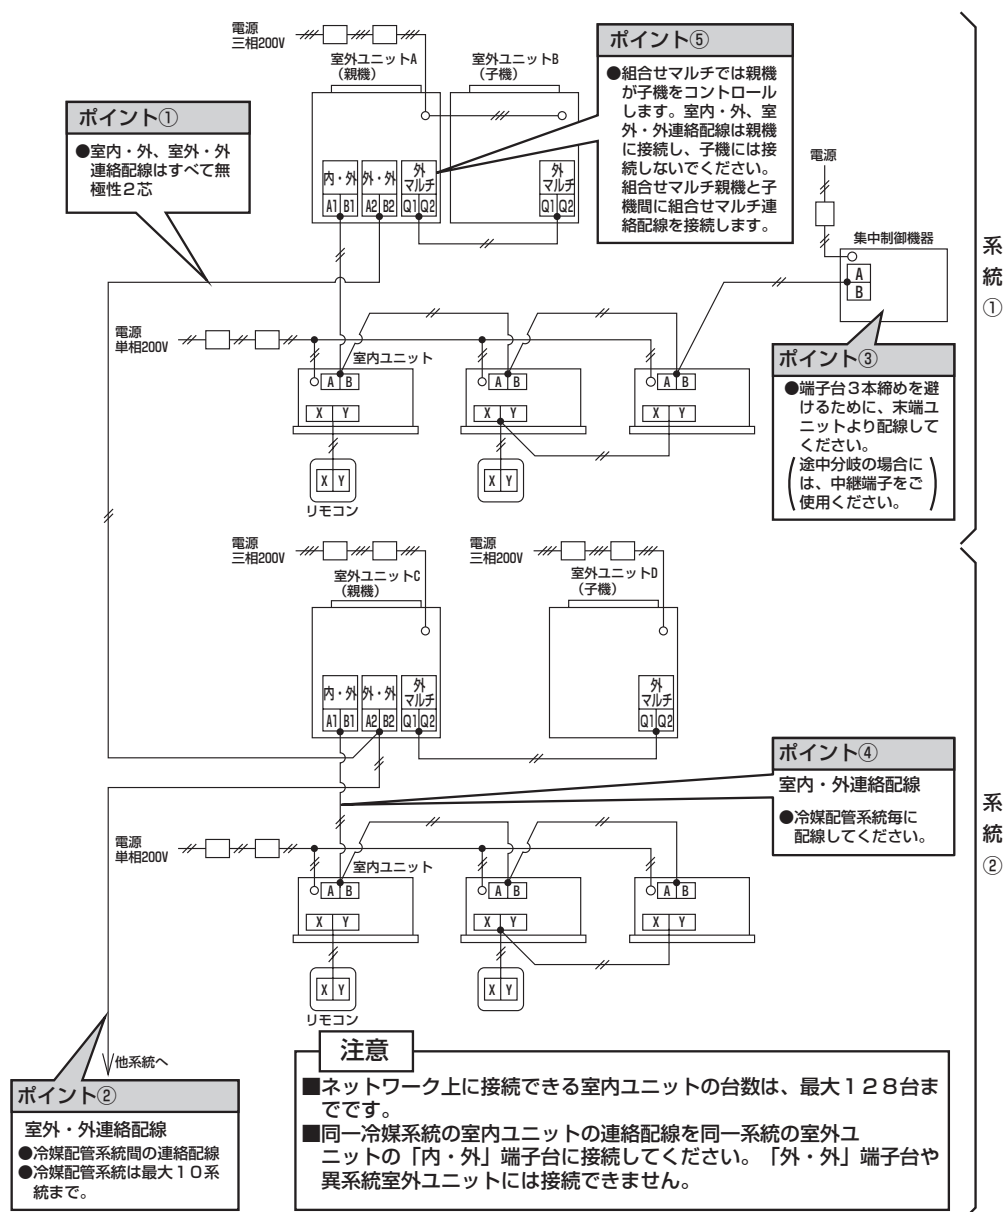 電源
三相200V
室外ユニットA
(親機)
室外ユニットB
(子機)
ポイント⑤
●組合せマルチでは親機
が子機をコントロール
します。室内・外、室
外・外連絡配線は親機
に接続し、子機には接
続しないでください。
組合せマルチ親機と子
機間に組合せマルチ連
絡配線を接続します。
ポイント①
●室内・外、室外・外
連絡配線はすべて無
極性2芯
内・外
外・外
外
マルチ
A1 B1
A2 B2
Q1 Q2
外
マルチ
Q1 Q2
電源
集中制御機器
A
B
系統①
電源
単相200V
室内ユニット
A B
X Y
A B
X Y
A B
X Y
X Y
リモコン
X Y
ポイント③
●端子台3本締めを避
けるために、末端ユ
ニットより配線して
ください。
(途中分岐の場合に
は、中継端子をご
使用ください。)
電源
三相200V
室外ユニットC
(親機)
電源
三相200V
室外ユニットD
(子機)
内・外
外・外
外
マルチ
A1 B1
A2 B2
Q1 Q2
外
マルチ
Q1 Q2
ポイント④
室内・外連絡配線
●冷媒配管系統毎に
配線してください。
系統②
電源
単相200V
室内ユニット
A B
X Y
A B
X Y
A B
X Y
X Y
リモコン
X Y
他系統へ
ポイント②
室外・外連絡配線
●冷媒配管系統間の連絡配線
●冷媒配管系統は最大10系
統まで。
注意
■ネットワーク上に接続できる室内ユニットの台数は、最大128台ま
でです。
■同一冷媒系統の室内ユニットの連絡配線を同一系統の室外ユ
ニットの「内・外」端子台に接続してください。「外・外」端子台や
異系統室外ユニットには接続できません。